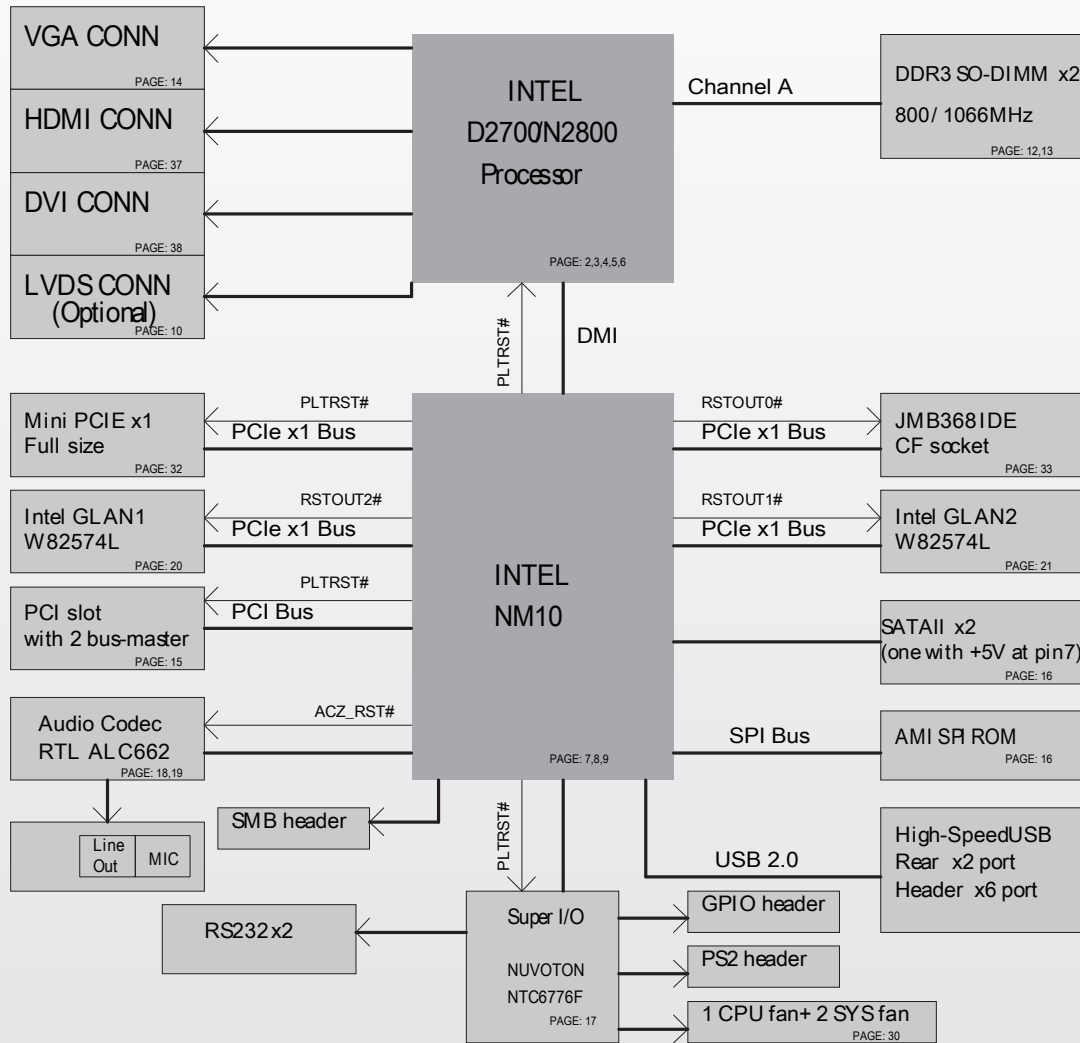 VGA CONN
PAGE: 14
HDMI CONN
PAGE: 37
DVI CONN
PAGE: 38
LVDS CONN
(Optional)
PAGE: 10
INTEL
D2700/N2800
Processor
PAGE: 2,3,4,5,6
Channel A
DDR3 SO-DIMM x2
800/ 1066MHz
PAGE: 12,13
PLTRST#
DMI
Mini PCIE x1
Full size
PAGE: 32
PLTRST#
PCIe x1 Bus
Intel GLAN1
W82574L
PAGE: 20
RSTOUT2#
PCIe x1 Bus
PCI slot
with 2 bus-master
PAGE: 15
PLTRST#
PCI Bus
Audio Codec
RTL ALC662
PAGE: 18,19
ACZ_RST#
Line
Out
MIC
INTEL
NM10
PAGE: 7,8,9
RSTOUT0#
PCIe x1 Bus
JMB368 IDE
CF socket
PAGE: 33
RSTOUT1#
PCIe x1 Bus
Intel GLAN2
W82574L
PAGE: 21
SATAII x2
(one with +5V at pin7)
PAGE: 16
SPI Bus
AMI SPI ROM
PAGE: 16
USB 2.0
High-SpeedUSB
Rear x2 port
Header x6 port
SMB header
PLTRST#
RS232 x2
Super I/O
NUVOTON
NTC6776F
PAGE: 17
GPIO header
PS2 header
1 CPU fan+ 2 SYS fan
PAGE: 30